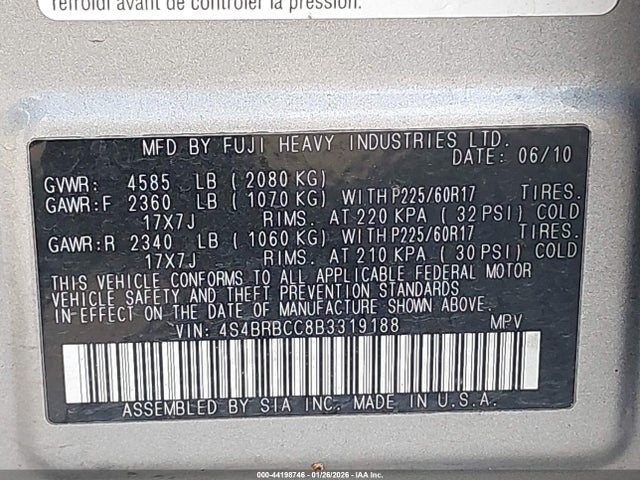 refroidi avant de contrôler la pression.
MFD BY FUJI HEAVY INDUSTRIES LTD.
DATE: 06/10
GVWR: 4585 LB ( 2080 KG)
GAWR:F 2360 LB ( 1070 KG) WITH P225/60R17 TIRES.
17X7J RIMS. AT 220 KPA ( 32 PSI) COLD
GAWR:R 2340 LB ( 1060 KG) WITH P225/60R17 TIRES.
17X7J RIMS. AT 210 KPA ( 30 PSI) COLD
THIS VEHICLE CONFORMS TO ALL APPLICABLE FEDERAL MOTOR
VEHICLE SAFETY AND THEFT PREVENTION STANDARDS IN
EFFECT ON THE DATE OF MANUFACTURE SHOWN ABOVE.
VIN: 4S4BRBCC8B3319188 MPV
ASSEMBLED BY SIA INC. MADE IN U.S.A.
000-44198746 - 01/26/2026 - IAA Inc.